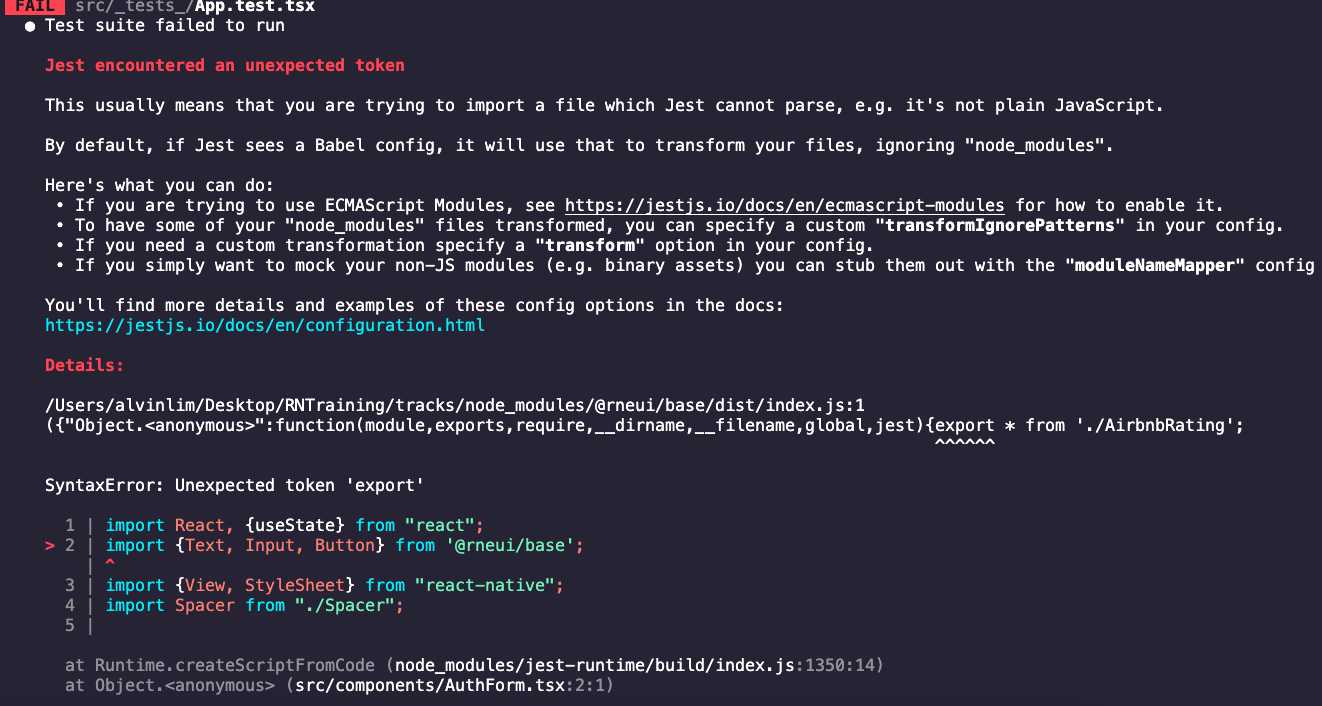 FAIL src/_tests_/App.test.tsx
● Test suite failed to run
Jest encountered an unexpected token
This usually means that you are trying to import a file which Jest cannot parse, e.g. it's not plain JavaScript.
By default, if Jest sees a Babel config, it will use that to transform your files, ignoring "node_modules".
Here's what you can do:
• If you are trying to use ECMAScript Modules, see https://jestjs.io/docs/en/ecmascript-modules for how to enable it.
• To have some of your "node_modules" files transformed, you can specify a custom "transformIgnorePatterns" in your config.
• If you need a custom transformation specify a "transform" option in your config.
• If you simply want to mock your non-JS modules (e.g. binary assets) you can stub them out with the "moduleNameMapper" config
You'll find more details and examples of these config options in the docs:
https://jestjs.io/docs/en/configuration.html
Details:
/Users/alvinlim/Desktop/RNTraining/tracks/node_modules/@rneui/base/dist/index.js:1
({"Object.<anonymous>":function(module,exports,require,__dirname,__filename,global,jest){export * from './AirbnbRating';
^^^^^^
SyntaxError: Unexpected token 'export'
1 | import React, {useState} from "react";
> 2 | import {Text, Input, Button} from '@rneui/base';
| ^
3 | import {View, StyleSheet} from "react-native";
4 | import Spacer from "./Spacer";
5 |
at Runtime.createScriptFromCode (node_modules/jest-runtime/build/index.js:1350:14)
at Object.<anonymous> (src/components/AuthForm.tsx:2:1)